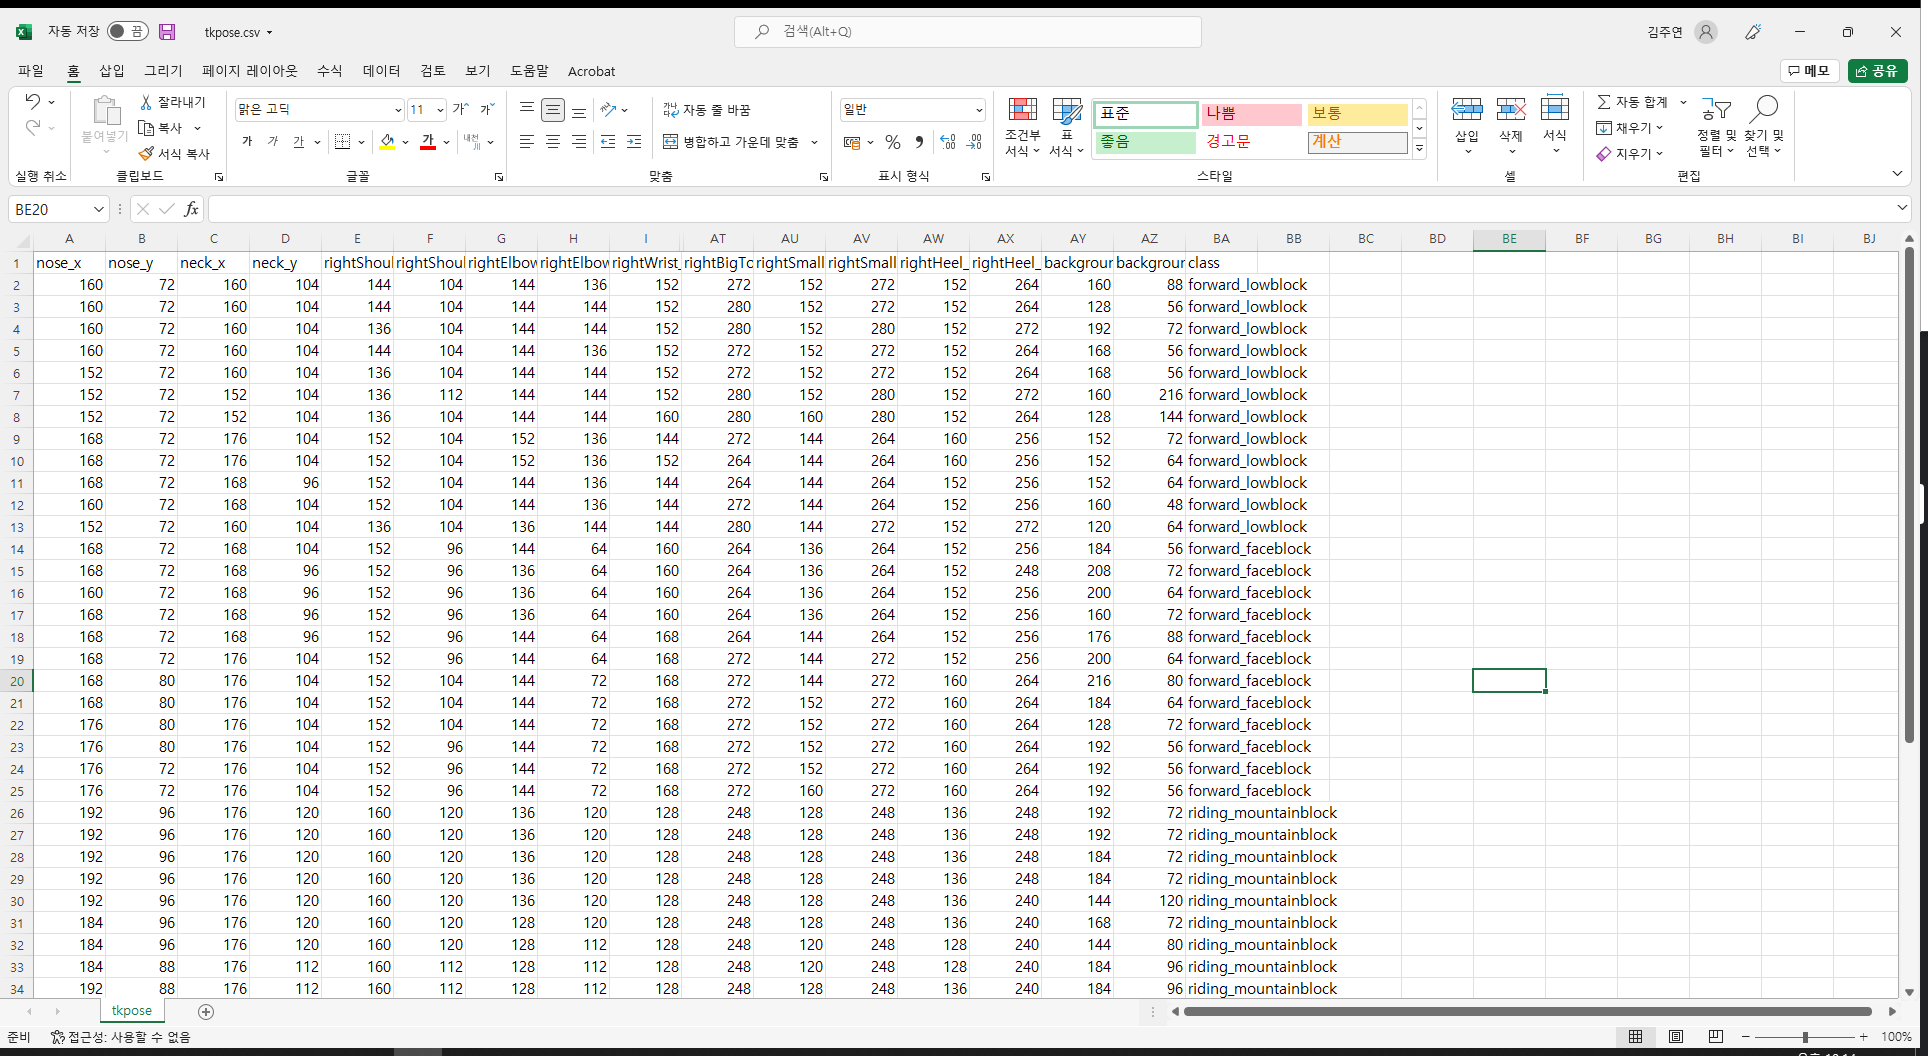 자동 저장 끔 tkpose.csv 검색(Alt+Q) 김주연
파일 홈 삽입 그리기 페이지 레이아웃 수식 데이터 검토 보기 도움말 Acrobat 메모 공유
붙여넣기 잘라내기 복사 서식 복사
맑은 고딕 11 가 가 가 가 가 가 내천
자동 줄 바꿈 병합하고 가운데 맞춤
일반 % 조건부 서식 표 서식
표준 나쁨 보통
좋음 경고문 계산
삽입 삭제 서식 자동 합계 채우기 지우기 정렬 및 필터 찾기 및 선택
실행 취소 클립보드 글꼴 맞춤 표시 형식 스타일 셀 편집
BE20 fx
A B C D E F G H I AT AU AV AW AX AY AZ BA BB BC BD BE BF BG BH BI BJ
1 nose_x nose_y neck_x neck_y rightShoul rightShoul rightElbow rightElbow rightWrist_ rightBigTo rightSmall rightSmall rightHeel_ rightHeel_ backgroun backgroun class
2 160 72 160 104 144 104 144 136 152 272 152 272 152 264 160 88 forward_lowblock
3 160 72 160 104 144 104 144 144 152 280 152 272 152 264 128 56 forward_lowblock
4 160 72 160 104 136 104 144 144 152 280 152 280 152 272 192 72 forward_lowblock
5 160 72 160 104 144 104 144 136 152 272 152 272 152 264 168 56 forward_lowblock
6 152 72 160 104 136 104 144 144 152 272 152 272 152 264 168 56 forward_lowblock
7 152 72 152 104 136 112 144 144 152 280 152 280 152 272 160 216 forward_lowblock
8 152 72 152 104 136 104 144 144 160 280 160 280 152 264 128 144 forward_lowblock
9 168 72 176 104 152 104 152 136 144 272 144 264 160 256 152 72 forward_lowblock
10 168 72 176 104 152 104 152 136 152 264 144 264 160 256 152 64 forward_lowblock
11 168 72 168 96 152 104 144 136 144 264 144 264 152 256 152 64 forward_lowblock
12 160 72 168 104 152 104 144 136 144 272 144 264 152 256 160 48 forward_lowblock
13 152 72 160 104 136 104 136 144 144 280 144 272 152 272 120 64 forward_lowblock
14 168 72 168 104 152 96 144 64 160 264 136 264 152 256 184 56 forward_faceblock
15 168 72 168 96 152 96 136 64 160 264 136 264 152 248 208 72 forward_faceblock
16 160 72 168 96 152 96 136 64 160 264 136 264 152 256 200 64 forward_faceblock
17 168 72 168 96 152 96 136 64 160 264 136 264 152 256 160 72 forward_faceblock
18 168 72 168 96 152 96 144 64 168 264 144 264 152 256 176 88 forward_faceblock
19 168 72 176 104 152 96 144 64 168 272 144 272 152 256 200 64 forward_faceblock
20 168 80 176 104 152 104 144 72 168 272 144 272 160 264 216 80 forward_faceblock
21 168 80 176 104 152 104 144 72 168 272 152 272 160 264 184 64 forward_faceblock
22 176 80 176 104 152 104 144 72 168 272 152 272 160 264 128 72 forward_faceblock
23 176 80 176 104 152 96 144 72 168 272 152 272 160 264 192 56 forward_faceblock
24 176 72 176 104 152 96 144 72 168 272 152 272 160 264 192 56 forward_faceblock
25 176 72 176 104 152 96 144 72 168 272 160 272 160 264 192 56 forward_faceblock
26 192 96 176 120 160 120 136 120 128 248 128 248 136 248 192 72 riding_mountainblock
27 192 96 176 120 160 120 136 120 128 248 128 248 136 248 192 72 riding_mountainblock
28 192 96 176 120 160 120 136 120 128 248 128 248 136 248 184 72 riding_mountainblock
29 192 96 176 120 160 120 136 120 128 248 128 248 136 248 184 72 riding_mountainblock
30 192 96 176 120 160 120 136 120 128 248 128 248 136 240 144 120 riding_mountainblock
31 184 96 176 120 160 120 128 120 128 248 128 248 136 240 168 72 riding_mountainblock
32 184 96 176 120 160 120 128 112 128 248 120 248 128 240 144 80 riding_mountainblock
33 184 88 176 112 160 112 128 112 128 248 120 248 128 240 184 96 riding_mountainblock
34 192 88 176 112 160 112 128 112 128 248 128 248 136 240 184 96 riding_mountainblock
tkpose
준비 접근성: 사용할 수 없음 100%